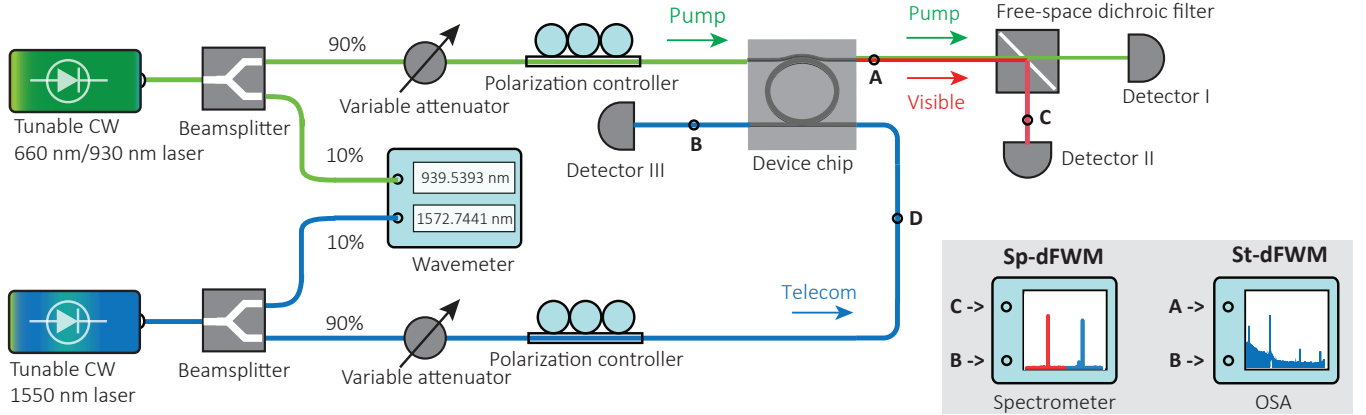 Pump
Pump
Free-space dichroic filter
90%
Polarization controller
A
Visible
Variable attenuator
Detector I
Tunable CW
660 nm/930 nm laser
Beamsplitter
C
B
10%
Detector III
Device chip
Detector II
939.5393 nm
1572.7441 nm
D
10%
Wavemeter
Sp-dFWM
St-dFWM
Telecom
C ->
A ->
90%
B ->
B ->
Polarization controller
Tunable CW
1550 nm laser
Beamsplitter
Variable attenuator
Spectrometer
OSA